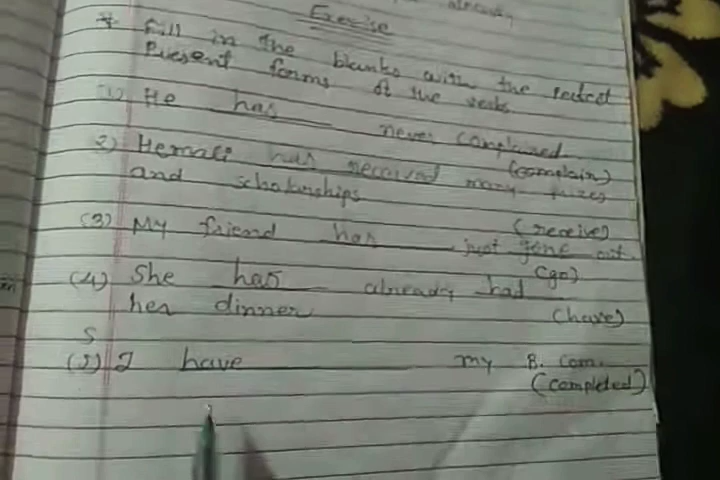 already
Exercise
* Fill in the blanks with the perfect
Present forms of the verbs
(1) He has never complained
(complain)
2) Hemali has received many prizes
and scholarships
(receive)
(3) My friend has just gone out
(go)
(4) She has already had
her dinner (have)
S
(5) I have my B. Com.
(completed)